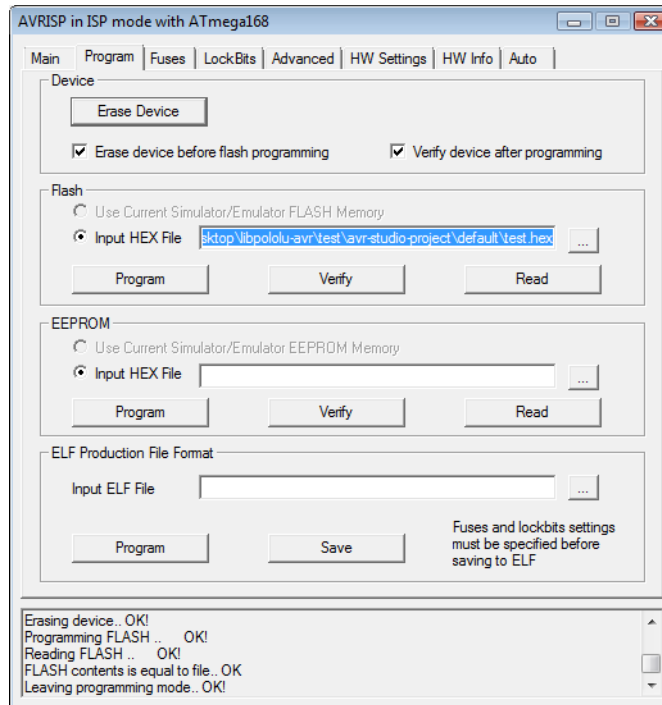 AVRISP in ISP mode with ATmega168
Main Program Fuses LockBits Advanced HW Settings HW Info Auto
Device
Erase Device
Erase device before flash programming Verify device after programming
Flash
Use Current Simulator/Emulator FLASH Memory
Input HEX File sktop\libpololu-avr\test\avr-studio-project\default\test.hex ...
Program Verify Read
EEPROM
Use Current Simulator/Emulator EEPROM Memory
Input HEX File ...
Program Verify Read
ELF Production File Format
Input ELF File ...
Fuses and lockbits settings
must be specified before
saving to ELF
Program Save
Erasing device.. OK!
Programming FLASH .. OK!
Reading FLASH .. OK!
FLASH contents is equal to file.. OK
Leaving programming mode.. OK!